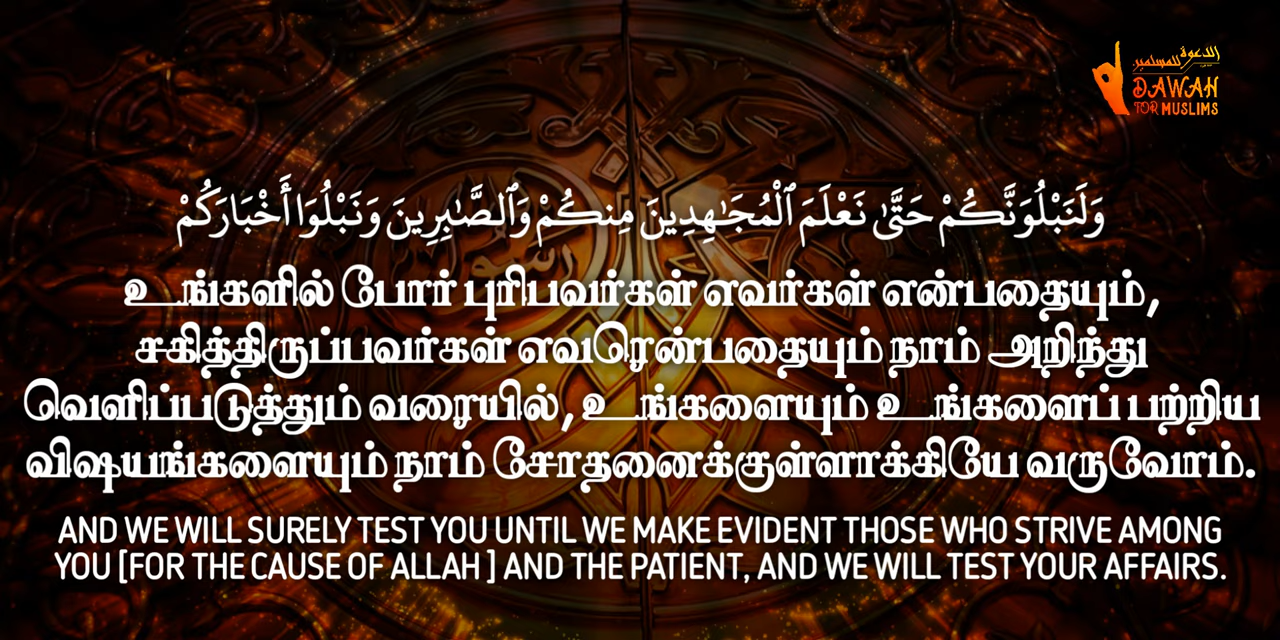 الدعوة للمسلمين
DAWAH
FOR MUSLIMS
وَلَنَبْلُوَنَّكُمْ حَتَّىٰ نَعْلَمَ ٱلْمُجَـٰهِدِينَ مِنكُمْ وَٱلصَّـٰبِرِينَ وَنَبْلُوَا۟ أَخْبَارَكُمْ
உங்களில் போர் புரிபவர்கள் எவர்கள் என்பதையும்,
சகித்திருப்பவர்கள் எவரென்பதையும் நாம் அறிந்து
வெளிப்படுத்தும் வரையில், உங்களையும் உங்களைப் பற்றிய
விஷயங்களையும் நாம் சோதனைக்குள்ளாக்கியே வருவோம்.
AND WE WILL SURELY TEST YOU UNTIL WE MAKE EVIDENT THOSE WHO STRIVE AMONG
YOU [FOR THE CAUSE OF ALLAH ] AND THE PATIENT, AND WE WILL TEST YOUR AFFAIRS.